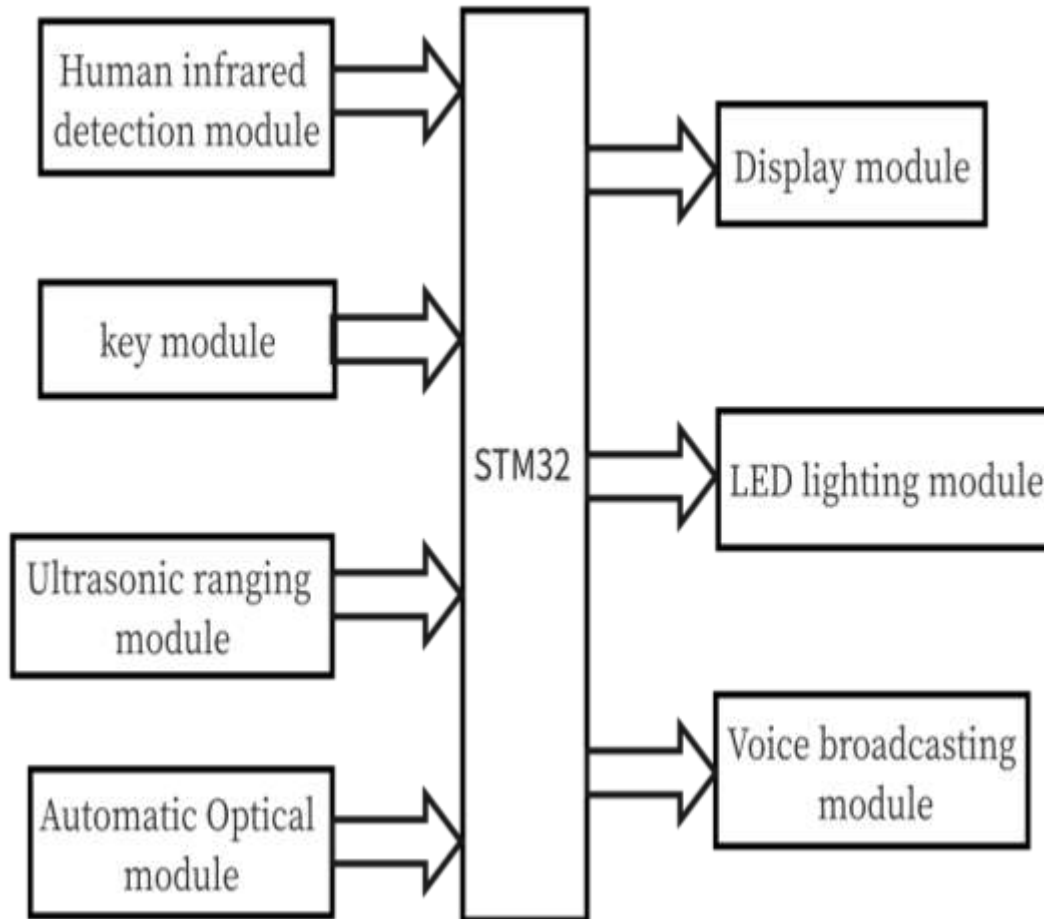 Human infrared
detection module
key module
Ultrasonic ranging
module
Automatic Optical
module
STM32
Display module
LED lighting module
Voice broadcasting
module